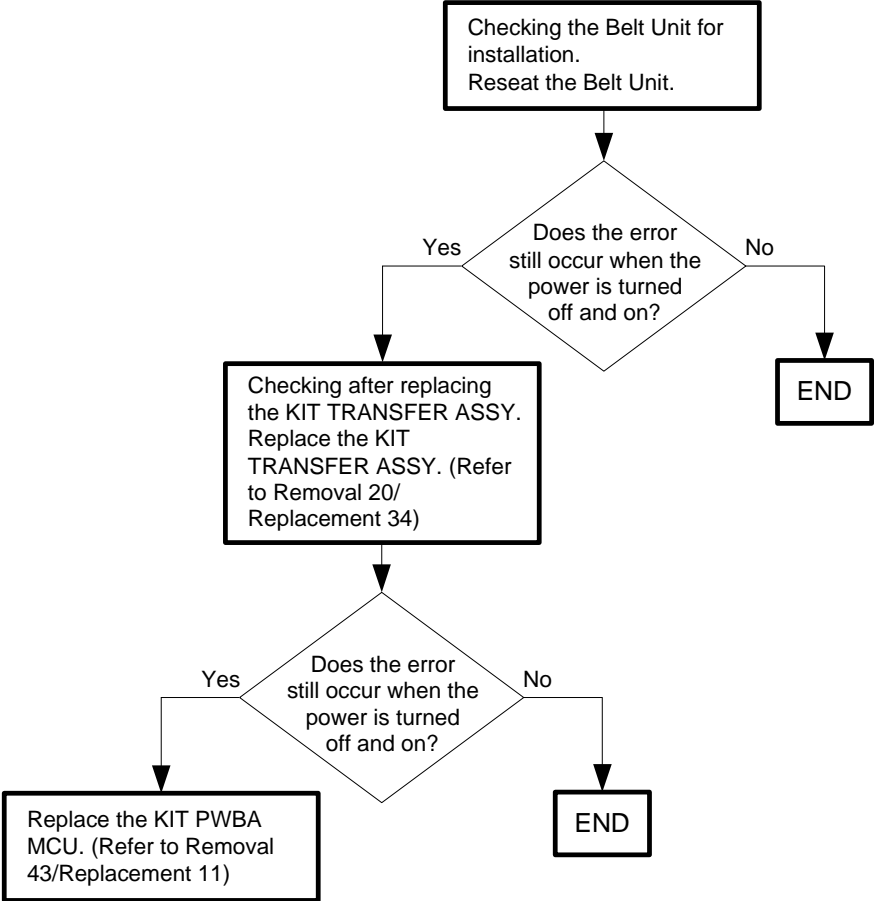 Checking the Belt Unit for
installation.
Reseat the Belt Unit.
Does the error
still occur when the
power is turned
off and on?
Yes
No
END
Checking after replacing
the KIT TRANSFER ASSY.
Replace the KIT
TRANSFER ASSY. (Refer
to Removal 20/
Replacement 34)
Does the error
still occur when the
power is turned
off and on?
Yes
No
END
Replace the KIT PWBA
MCU. (Refer to Removal
43/Replacement 11)